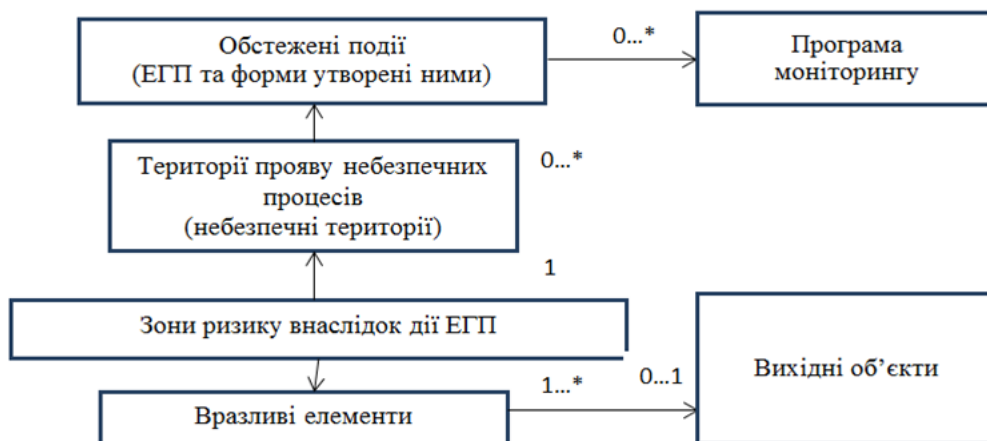 Обстежені події
(ЕГП та форми утворені ними)
0...*
Програма
моніторингу
Території прояву небезпечних
процесів
(небезпечні території)
0...*
1
Зони ризику внаслідок дії ЕГП
Вразливі елементи
1...*
0...1
Вихідні об’єкти